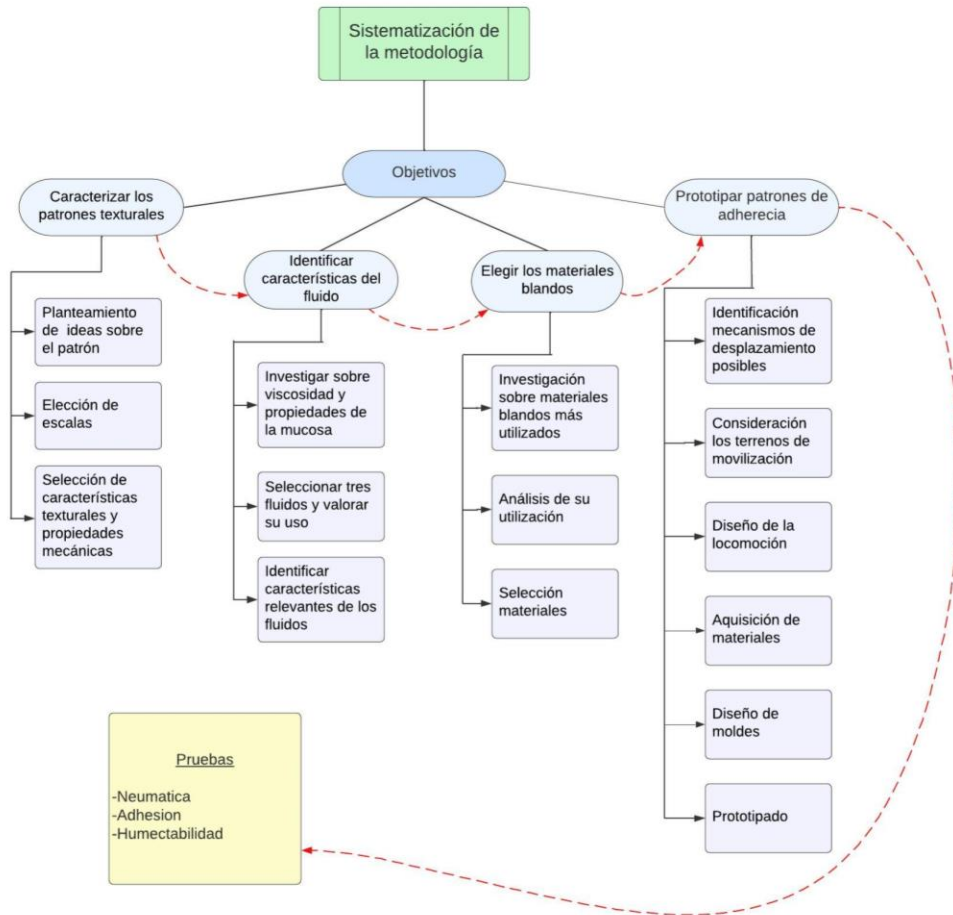 Sistematización de
la metodología
Objetivos
Caracterizar los
patrones texturales
Planteamiento
de ideas sobre
el patrón
Elección de
escalas
Selección de
características
texturales y
propiedades
mecánicas
Identificar
características del
fluido
Investigar sobre
viscosidad y
propiedades de
la mucosa
Seleccionar tres
fluidos y valorar
su uso
Identificar
características
relevantes de los
fluidos
Elegir los materiales
blandos
Investigación
sobre materiales
blandos más
utilizados
Análisis de su
utilización
Selección
materiales
Prototipar patrones de
adherecia
Identificación
mecanismos de
desplazamiento
posibles
Consideración
los terrenos de
movilización
Diseño de la
locomoción
Aquisición de
materiales
Diseño de
moldes
Prototipado
Pruebas
-Neumatica
-Adhesion
-Humectabilidad